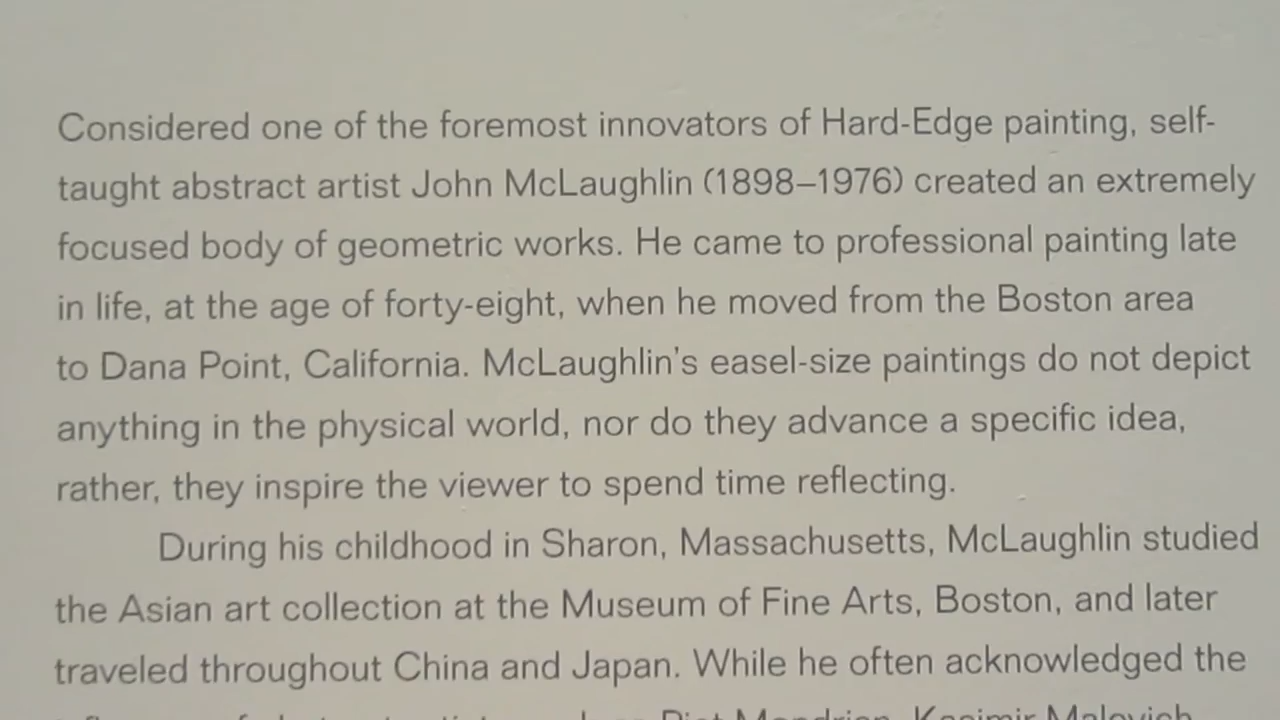 Considered one of the foremost innovators of Hard-Edge painting, self-
taught abstract artist John McLaughlin (1898–1976) created an extremely
focused body of geometric works. He came to professional painting late
in life, at the age of forty-eight, when he moved from the Boston area
to Dana Point, California. McLaughlin's easel-size paintings do not depict
anything in the physical world, nor do they advance a specific idea,
rather, they inspire the viewer to spend time reflecting.
During his childhood in Sharon, Massachusetts, McLaughlin studied
the Asian art collection at the Museum of Fine Arts, Boston, and later
traveled throughout China and Japan. While he often acknowledged the
Piet Mondrian, Kasimir Malevich